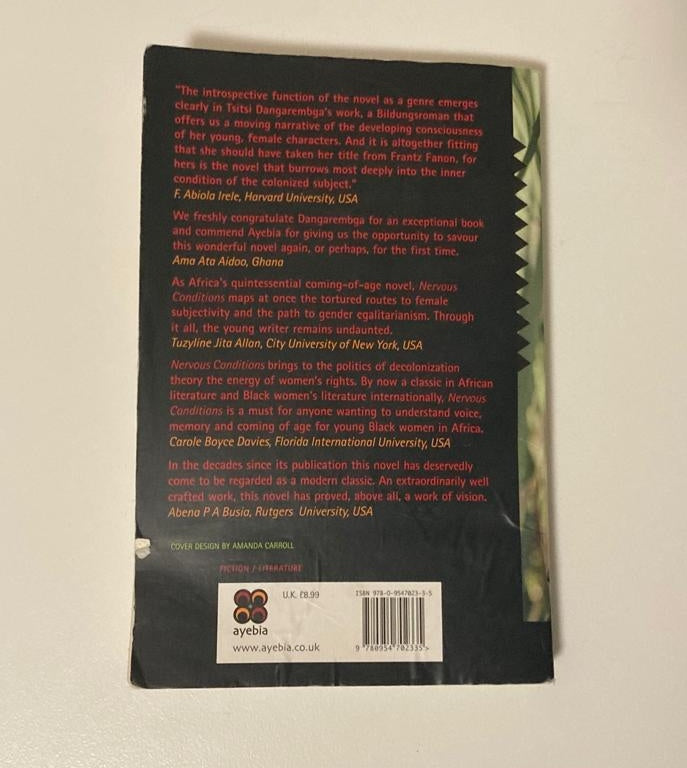 "The introspective function of the novel as a genre emerges
clearly in Tsitsi Dangarembga's work, a Bildungsroman that
offers us a moving narrative of the developing consciousness
of her young, female characters. And it is altogether fitting
that she should have taken her title from Frantz Fanon, for
hers is the novel that burrows most deeply into the inner
condition of the colonized subject."
F. Abiola Irele, Harvard University, USA
We freshly congratulate Dangarembga for an exceptional book
and commend Ayebia for giving us the opportunity to savour
this wonderful novel again, or perhaps, for the first time.
Ama Ata Aidoo, Ghana
As Africa's quintessential coming-of-age novel, Nervous
Conditions maps at once the tortured routes to female
subjectivity and the path to gender egalitarianism. Through
it all, the young writer remains undaunted.
Tuzyline Jita Allan, City University of New York, USA
Nervous Conditions brings to the politics of decolonization
theory the energy of women's rights. By now a classic in African
literature and Black women's literature internationally, Nervous
Conditions is a must for anyone wanting to understand voice,
memory and coming of age for young Black women in Africa.
Carole Boyce Davies, Florida International University, USA
In the decades since its publication this novel has deservedly
come to be regarded as a modern classic. An extraordinarily well
crafted work, this novel has proved, above all, a work of vision.
Abena P A Busia, Rutgers University, USA
COVER DESIGN BY AMANDA CARROLL
FICTION / LITERATURE
U.K. £8.99
ISBN 978-0-9547023-3-5
ayebia
www.ayebia.co.uk
9 780954 702335 >